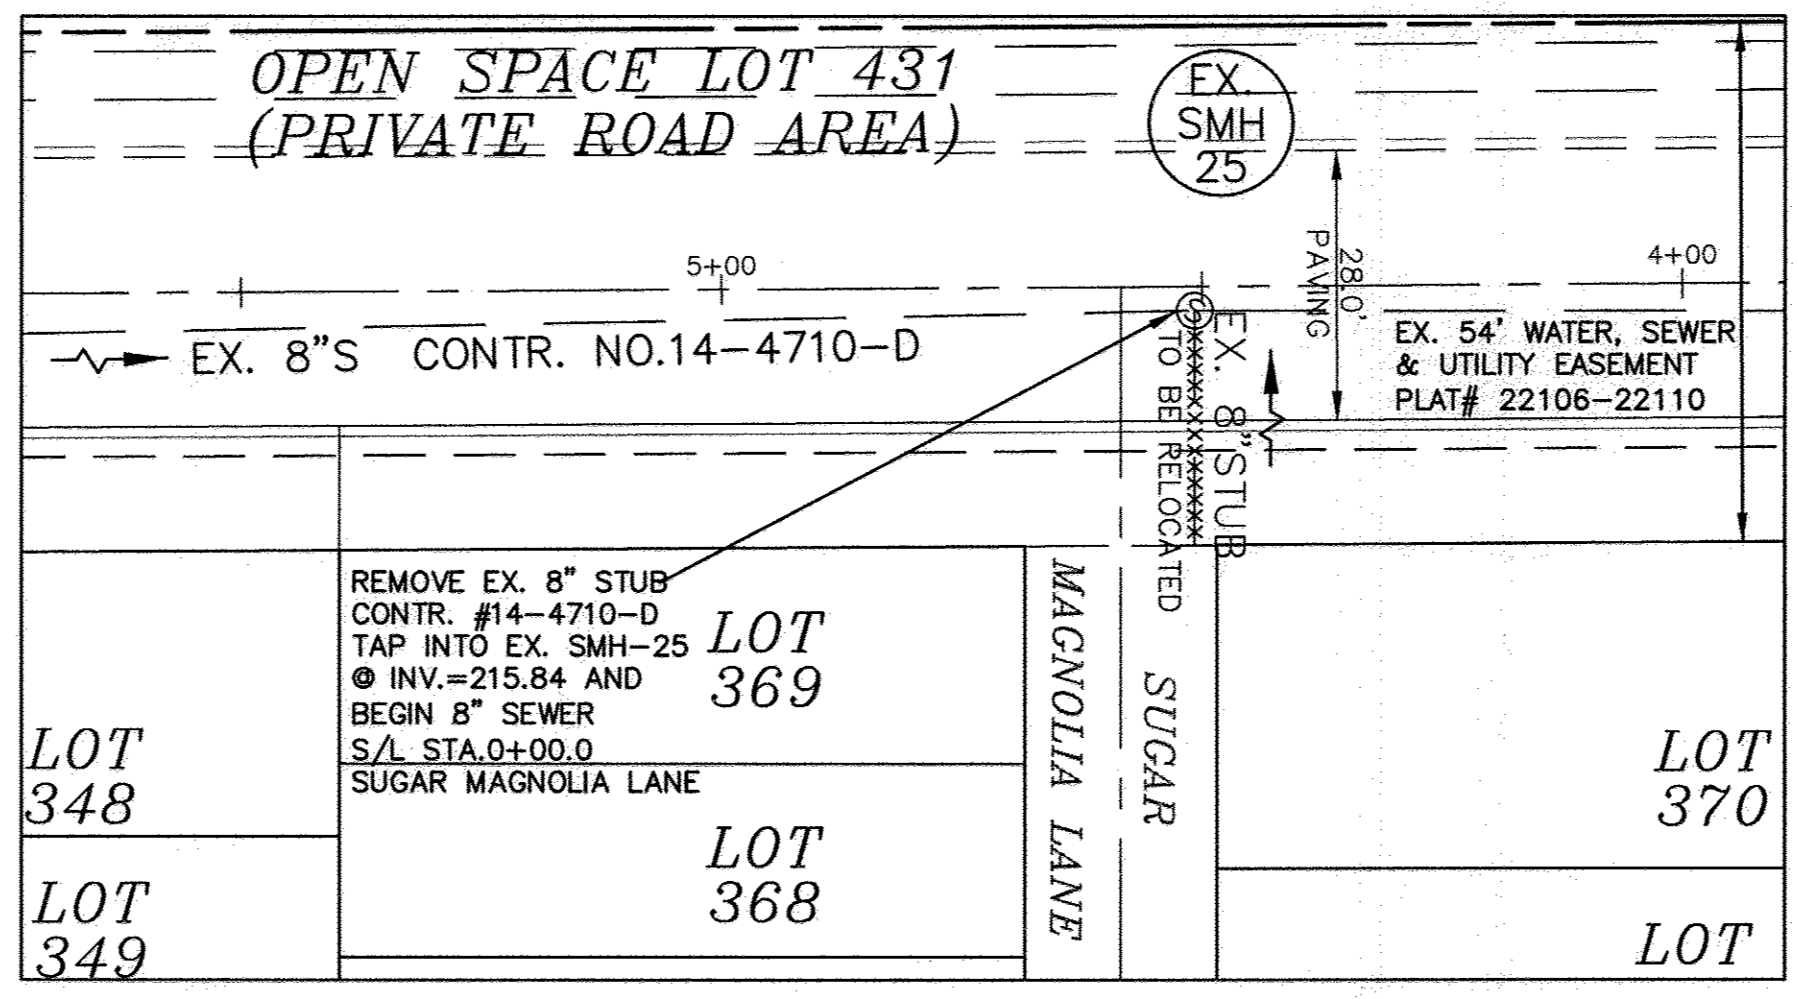 OPEN SPACE LOT 431
(PRIVATE ROAD AREA)
EX.
SMH
25
5+00
4+00
28.0'
PAVING
EX. 8"S CONTR. NO.14-4710-D
EX. 54' WATER, SEWER
& UTILITY EASEMENT
PLAT# 22106-22110
S
EX. 8" STUB
TO BE RELOCATED
REMOVE EX. 8" STUB
CONTR. #14-4710-D
TAP INTO EX. SMH-25
@ INV.=215.84 AND
BEGIN 8" SEWER
S/L STA.0+00.0
SUGAR MAGNOLIA LANE
LOT
369
LOT
368
LOT
348
LOT
349
SUGAR
MAGNOLIA LANE
LOT
370
LOT